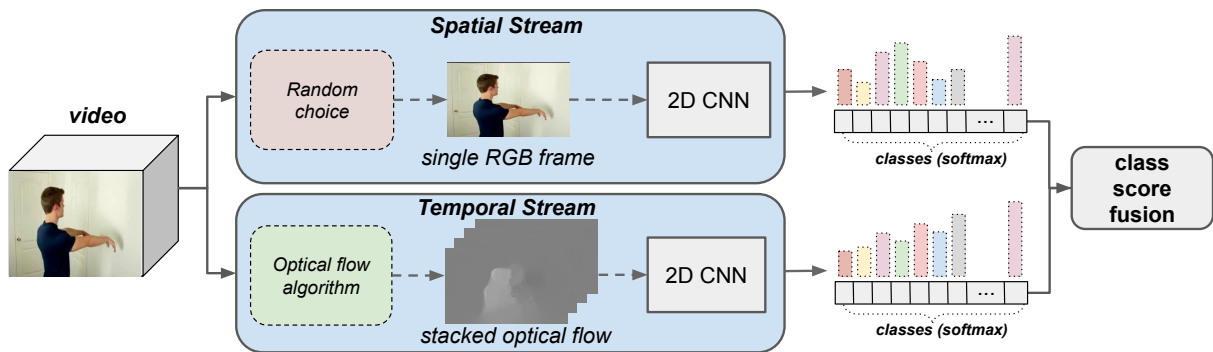 video
Spatial Stream
Random
choice
single RGB frame
2D CNN
...
classes (softmax)
Temporal Stream
Optical flow
algorithm
stacked optical flow
2D CNN
...
classes (softmax)
class
score
fusion